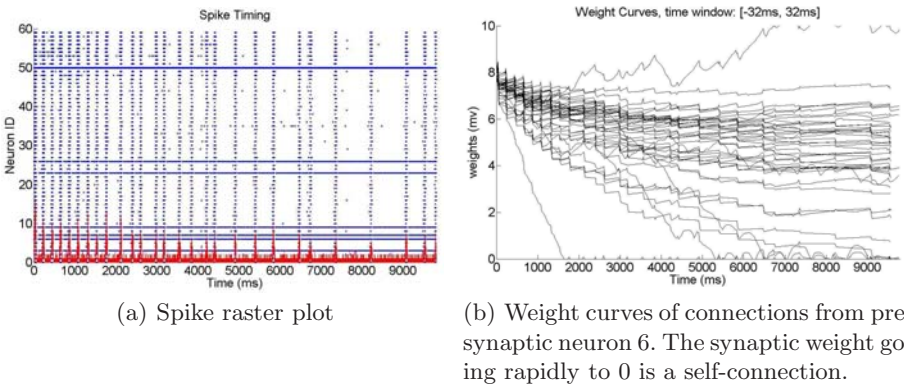 Spike Timing
60
50
40
30
20
10
0
Neuron ID
0 1000 2000 3000 4000 5000 6000 7000 8000 9000
Time (ms)
(a) Spike raster plot
Weight Curves, time window: [-32ms, 32ms]
10
8
6
4
2
0
weights (mv)
0 1000 2000 3000 4000 5000 6000 7000 8000 9000
Time (ms)
(b) Weight curves of connections from pre
synaptic neuron 6. The synaptic weight go
ing rapidly to 0 is a self-connection.